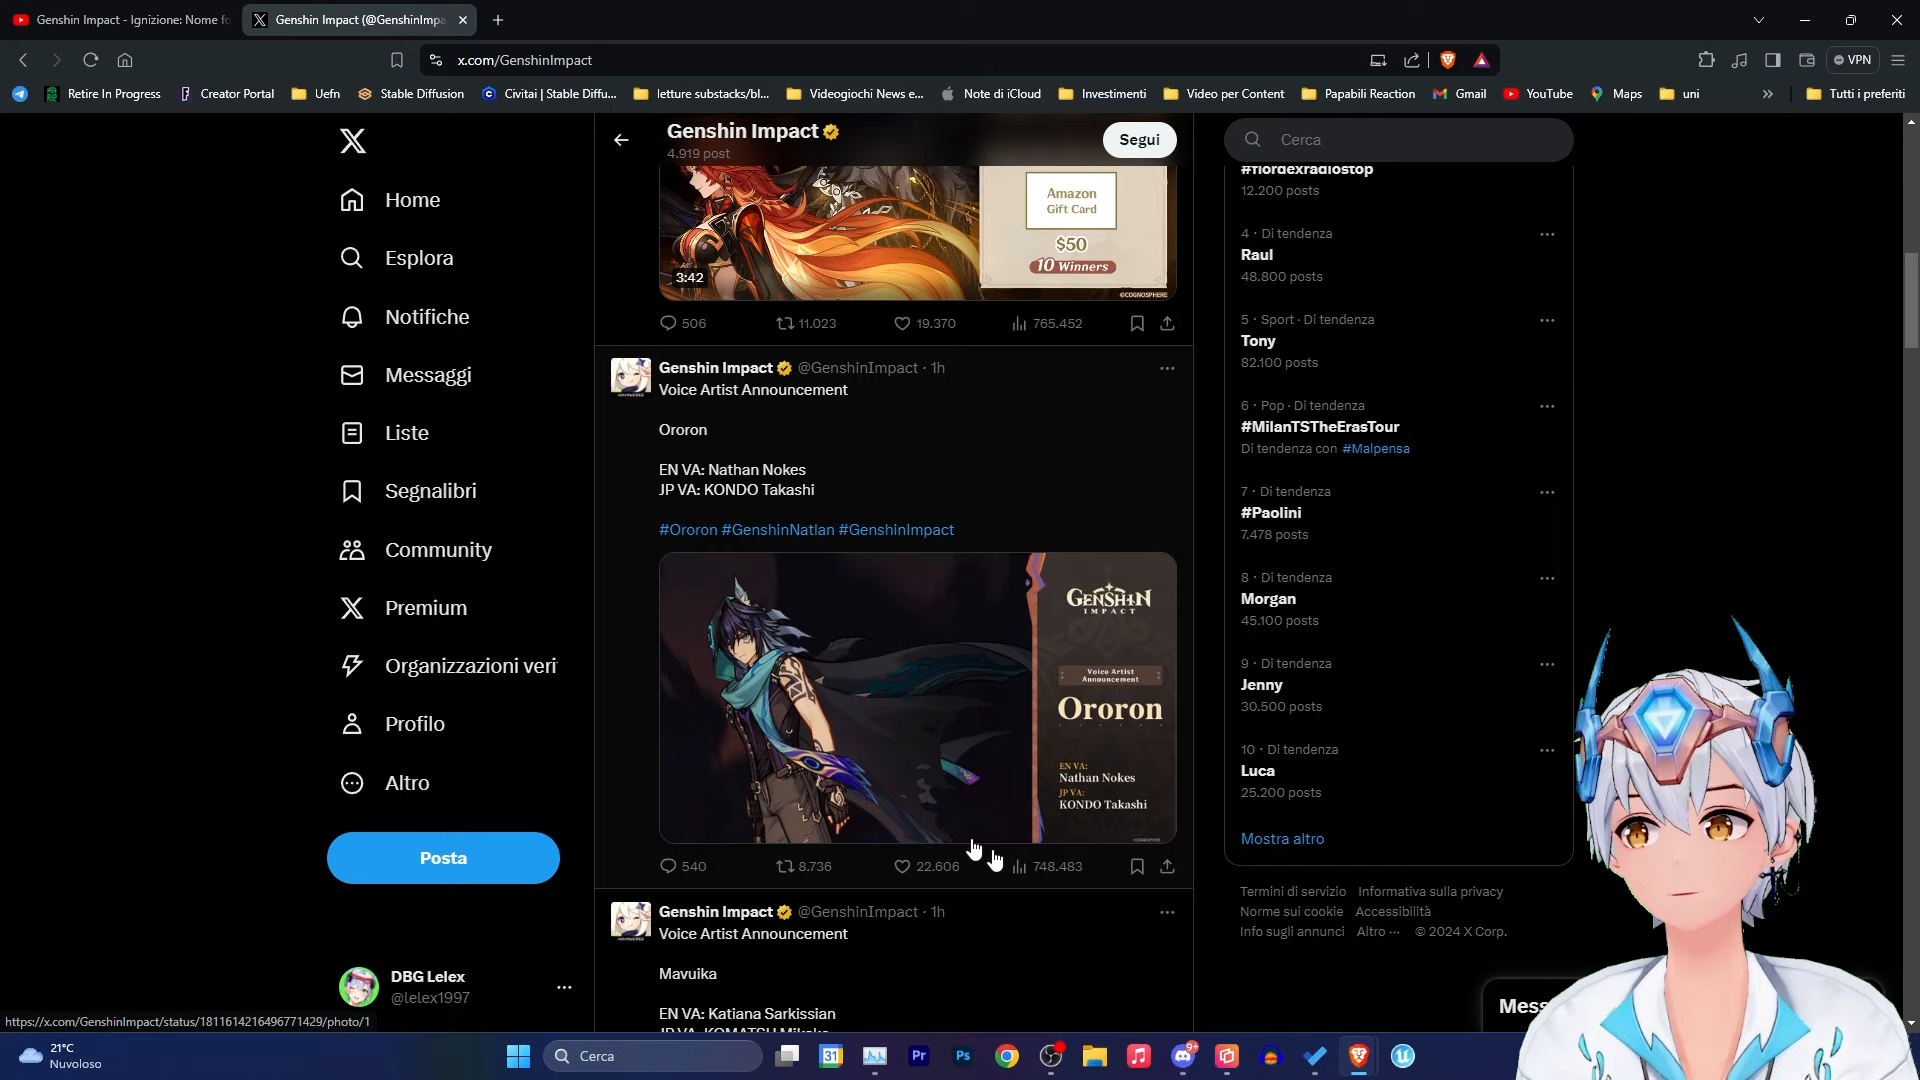 Genshin Impact - Ignizione: Nome fo
Genshin Impact (@GenshinImpa
x.com/GenshinImpact
VPN
Retire In Progress
Creator Portal
Uefn
Stable Diffusion
Civitai | Stable Diffu...
letture substacks/bl...
Videogiochi News e...
Note di iCloud
Investimenti
Video per Content
Papabili Reaction
Gmail
YouTube
Maps
uni
Tutti i preferiti
Home
Esplora
Notifiche
Messaggi
Liste
Segnalibri
Community
Premium
Organizzazioni veri
Profilo
Altro
Posta
DBG Lelex
@lelex1997
Genshin Impact
4.919 post
Segui
Amazon
Gift Card
$50
10 Winners
3:42
©COGNOSPHERE
506 11.023 19.370 765.452
Genshin Impact @GenshinImpact · 1h
Voice Artist Announcement
Ororon
EN VA: Nathan Nokes
JP VA: KONDO Takashi
#Ororon #GenshinNatlan #GenshinImpact
GENSHIN
IMPACT
Voice Artist
Announcement
Ororon
EN VA:
Nathan Nokes
JP VA:
KONDO Takashi
540 8.736 22.606 748.483
Genshin Impact @GenshinImpact · 1h
Voice Artist Announcement
Mavuika
EN VA: Katiana Sarkissian
Cerca
#fiordexradiostop
12.200 posts
4 · Di tendenza
Raul
48.800 posts
5 · Sport · Di tendenza
Tony
82.100 posts
6 · Pop · Di tendenza
#MilanTSTheErasTour
Di tendenza con #Malpensa
7 · Di tendenza
#Paolini
7.478 posts
8 · Di tendenza
Morgan
45.100 posts
9 · Di tendenza
Jenny
30.500 posts
10 · Di tendenza
Luca
25.200 posts
Mostra altro
Termini di servizio Informativa sulla privacy
Norme sui cookie Accessibilità
Info sugli annunci Altro ··· © 2024 X Corp.
https://x.com/GenshinImpact/status/1811614216496771429/photo/1
21°C
Nuvoloso
Cerca
31
Pr
Ps
9+